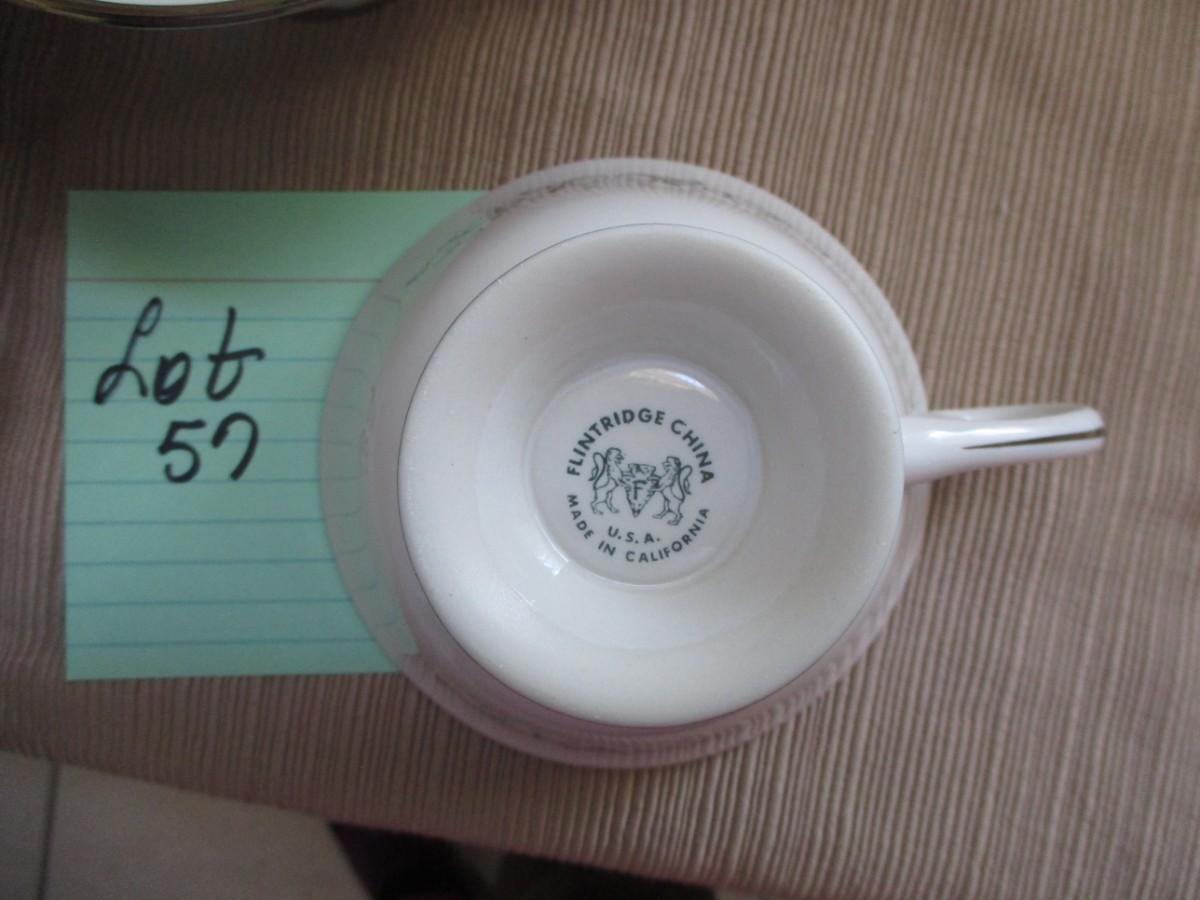 Lot
57
FLINTRIDGE CHINA
F
U.S.A.
MADE IN CALIFORNIA